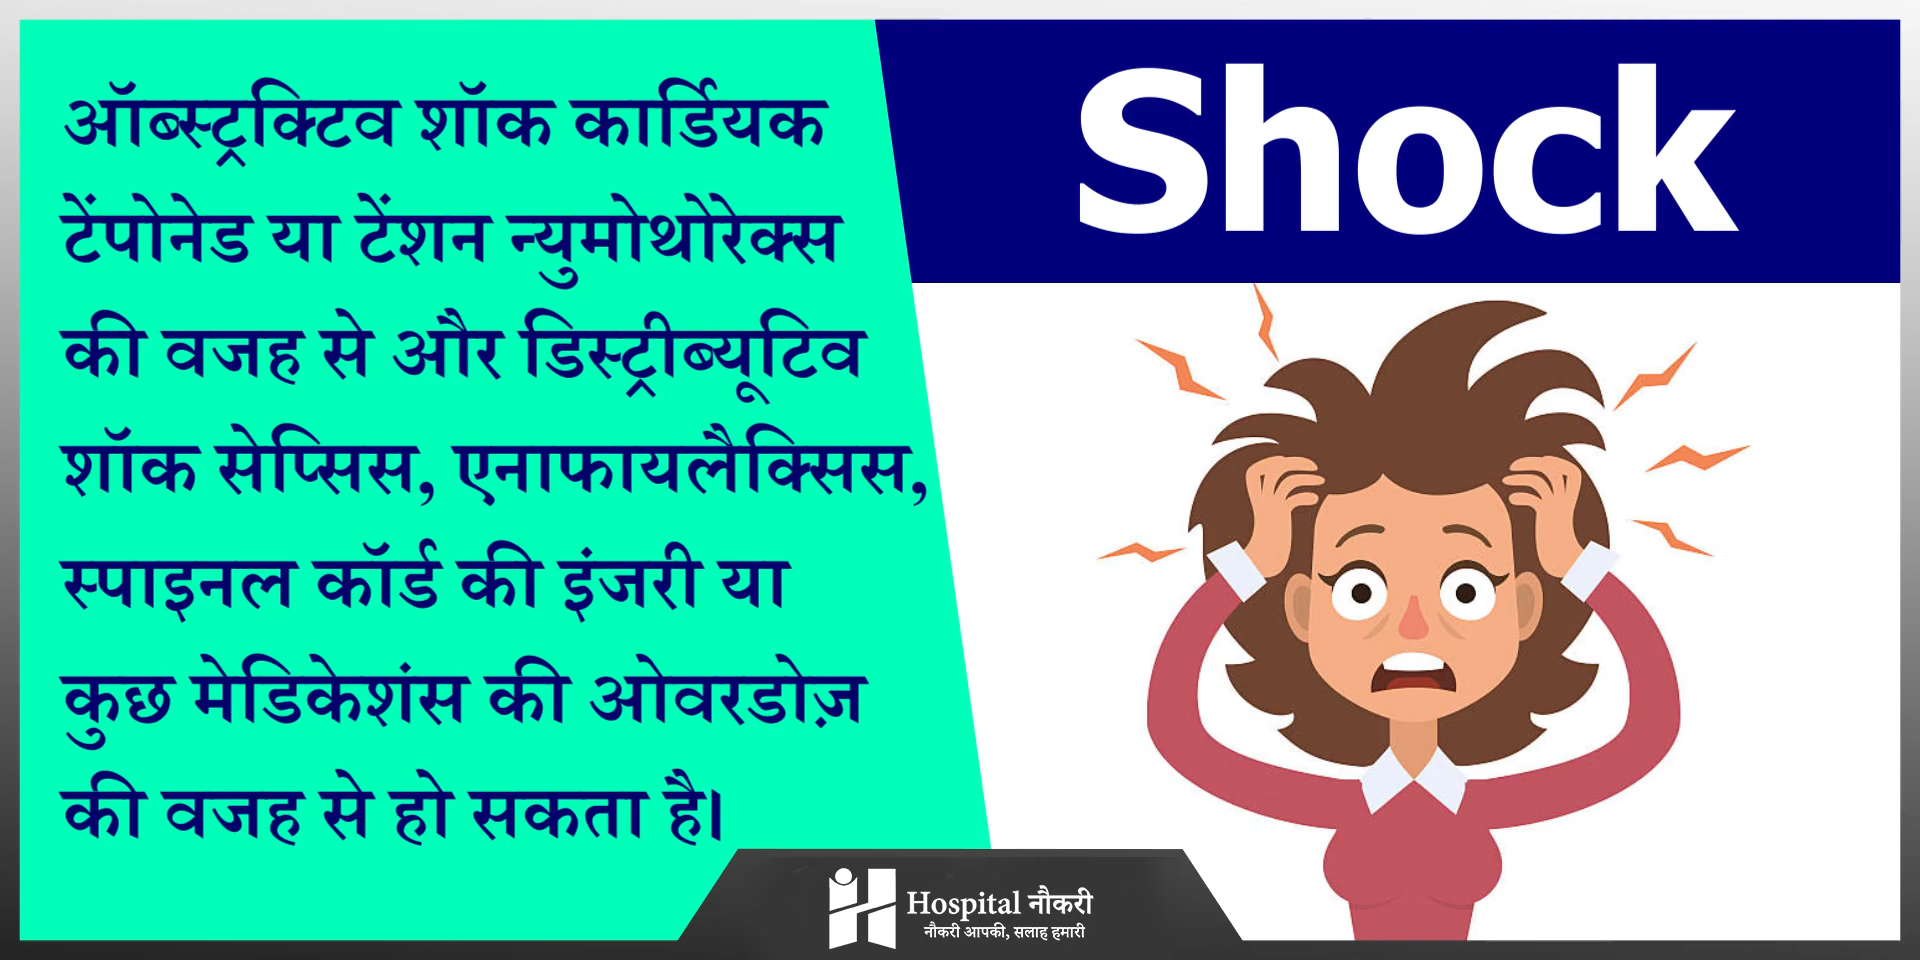 ऑब्स्ट्रक्टिव शॉक कार्डियक
टेंपोनेड या टेंशन न्युमोथोरेक्स
की वजह से और डिस्ट्रीब्यूटिव
शॉक सेप्सिस, एनाफायलैक्सिस,
स्पाइनल कॉर्ड की इंजरी या
कुछ मेडिकेशंस की ओवरडोज़
की वजह से हो सकता है।
Shock
Hospital नौकरी
नौकरी आपकी, सलाह हमारी